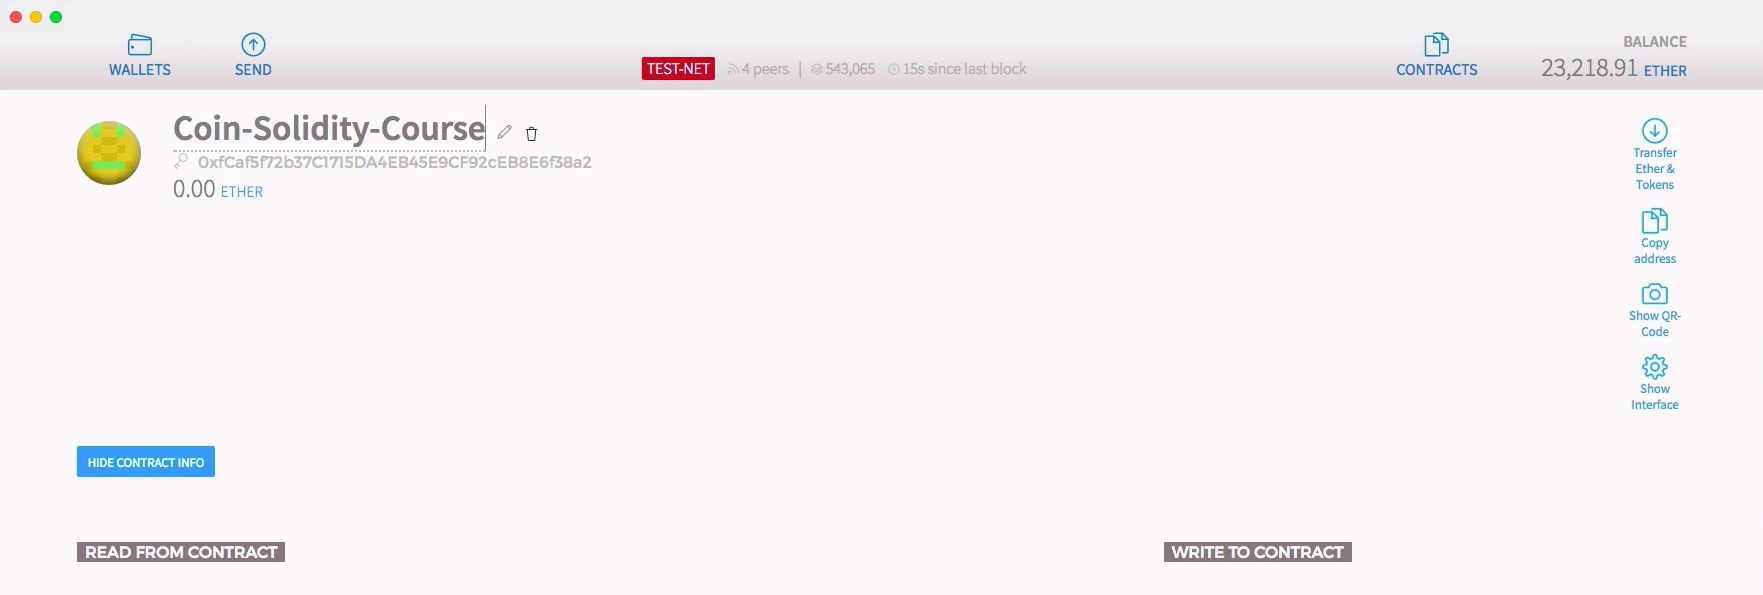 WALLETS
SEND
TEST-NET 4 peers | 543,065 15s since last block
CONTRACTS
BALANCE
23,218.91 ETHER
Coin-Solidity-Course
0xfCaf5f72b37C1715DA4EB45E9CF92cEB8E6f38a2
0.00 ETHER
Transfer
Ether &
Tokens
Copy
address
Show QR-
Code
Show
Interface
HIDE CONTRACT INFO
READ FROM CONTRACT
WRITE TO CONTRACT